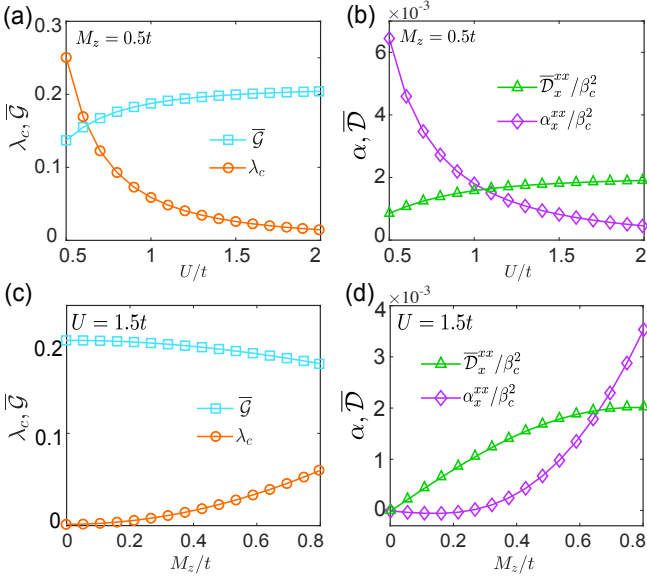 (a)
0.3
0.2
0.1
0
λ_c, 𝒢̅
M_z = 0.5t
𝒢̅
λ_c
0.5
1
1.5
2
U/t
(b)
×10⁻³
6
4
2
0
α, 𝒟̅
M_z = 0.5t
𝒟̅_x^{xx}/β_c^2
α_x^{xx}/β_c^2
0.5
1
1.5
2
U/t
(c)
0.2
0.1
0
λ_c, 𝒢̅
U = 1.5t
𝒢̅
λ_c
0
0.2
0.4
0.6
0.8
M_z/t
(d)
×10⁻³
4
3
2
1
0
α, 𝒟̅
U = 1.5t
𝒟̅_x^{xx}/β_c^2
α_x^{xx}/β_c^2
0
0.2
0.4
0.6
0.8
M_z/t